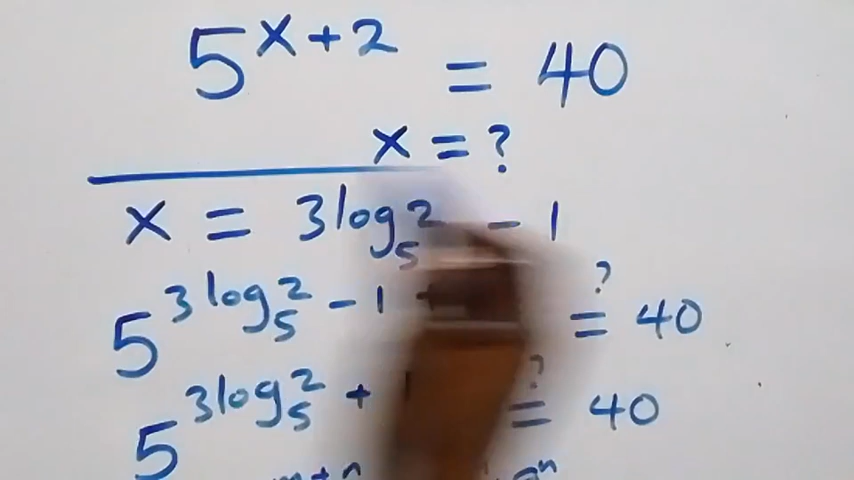 5^{x+2} = 40
x = ?
x = 3log_5 2 - 1
5^{3log_5 2 - 1} ?= 40
5^{3log_5 2 +} ?= 40